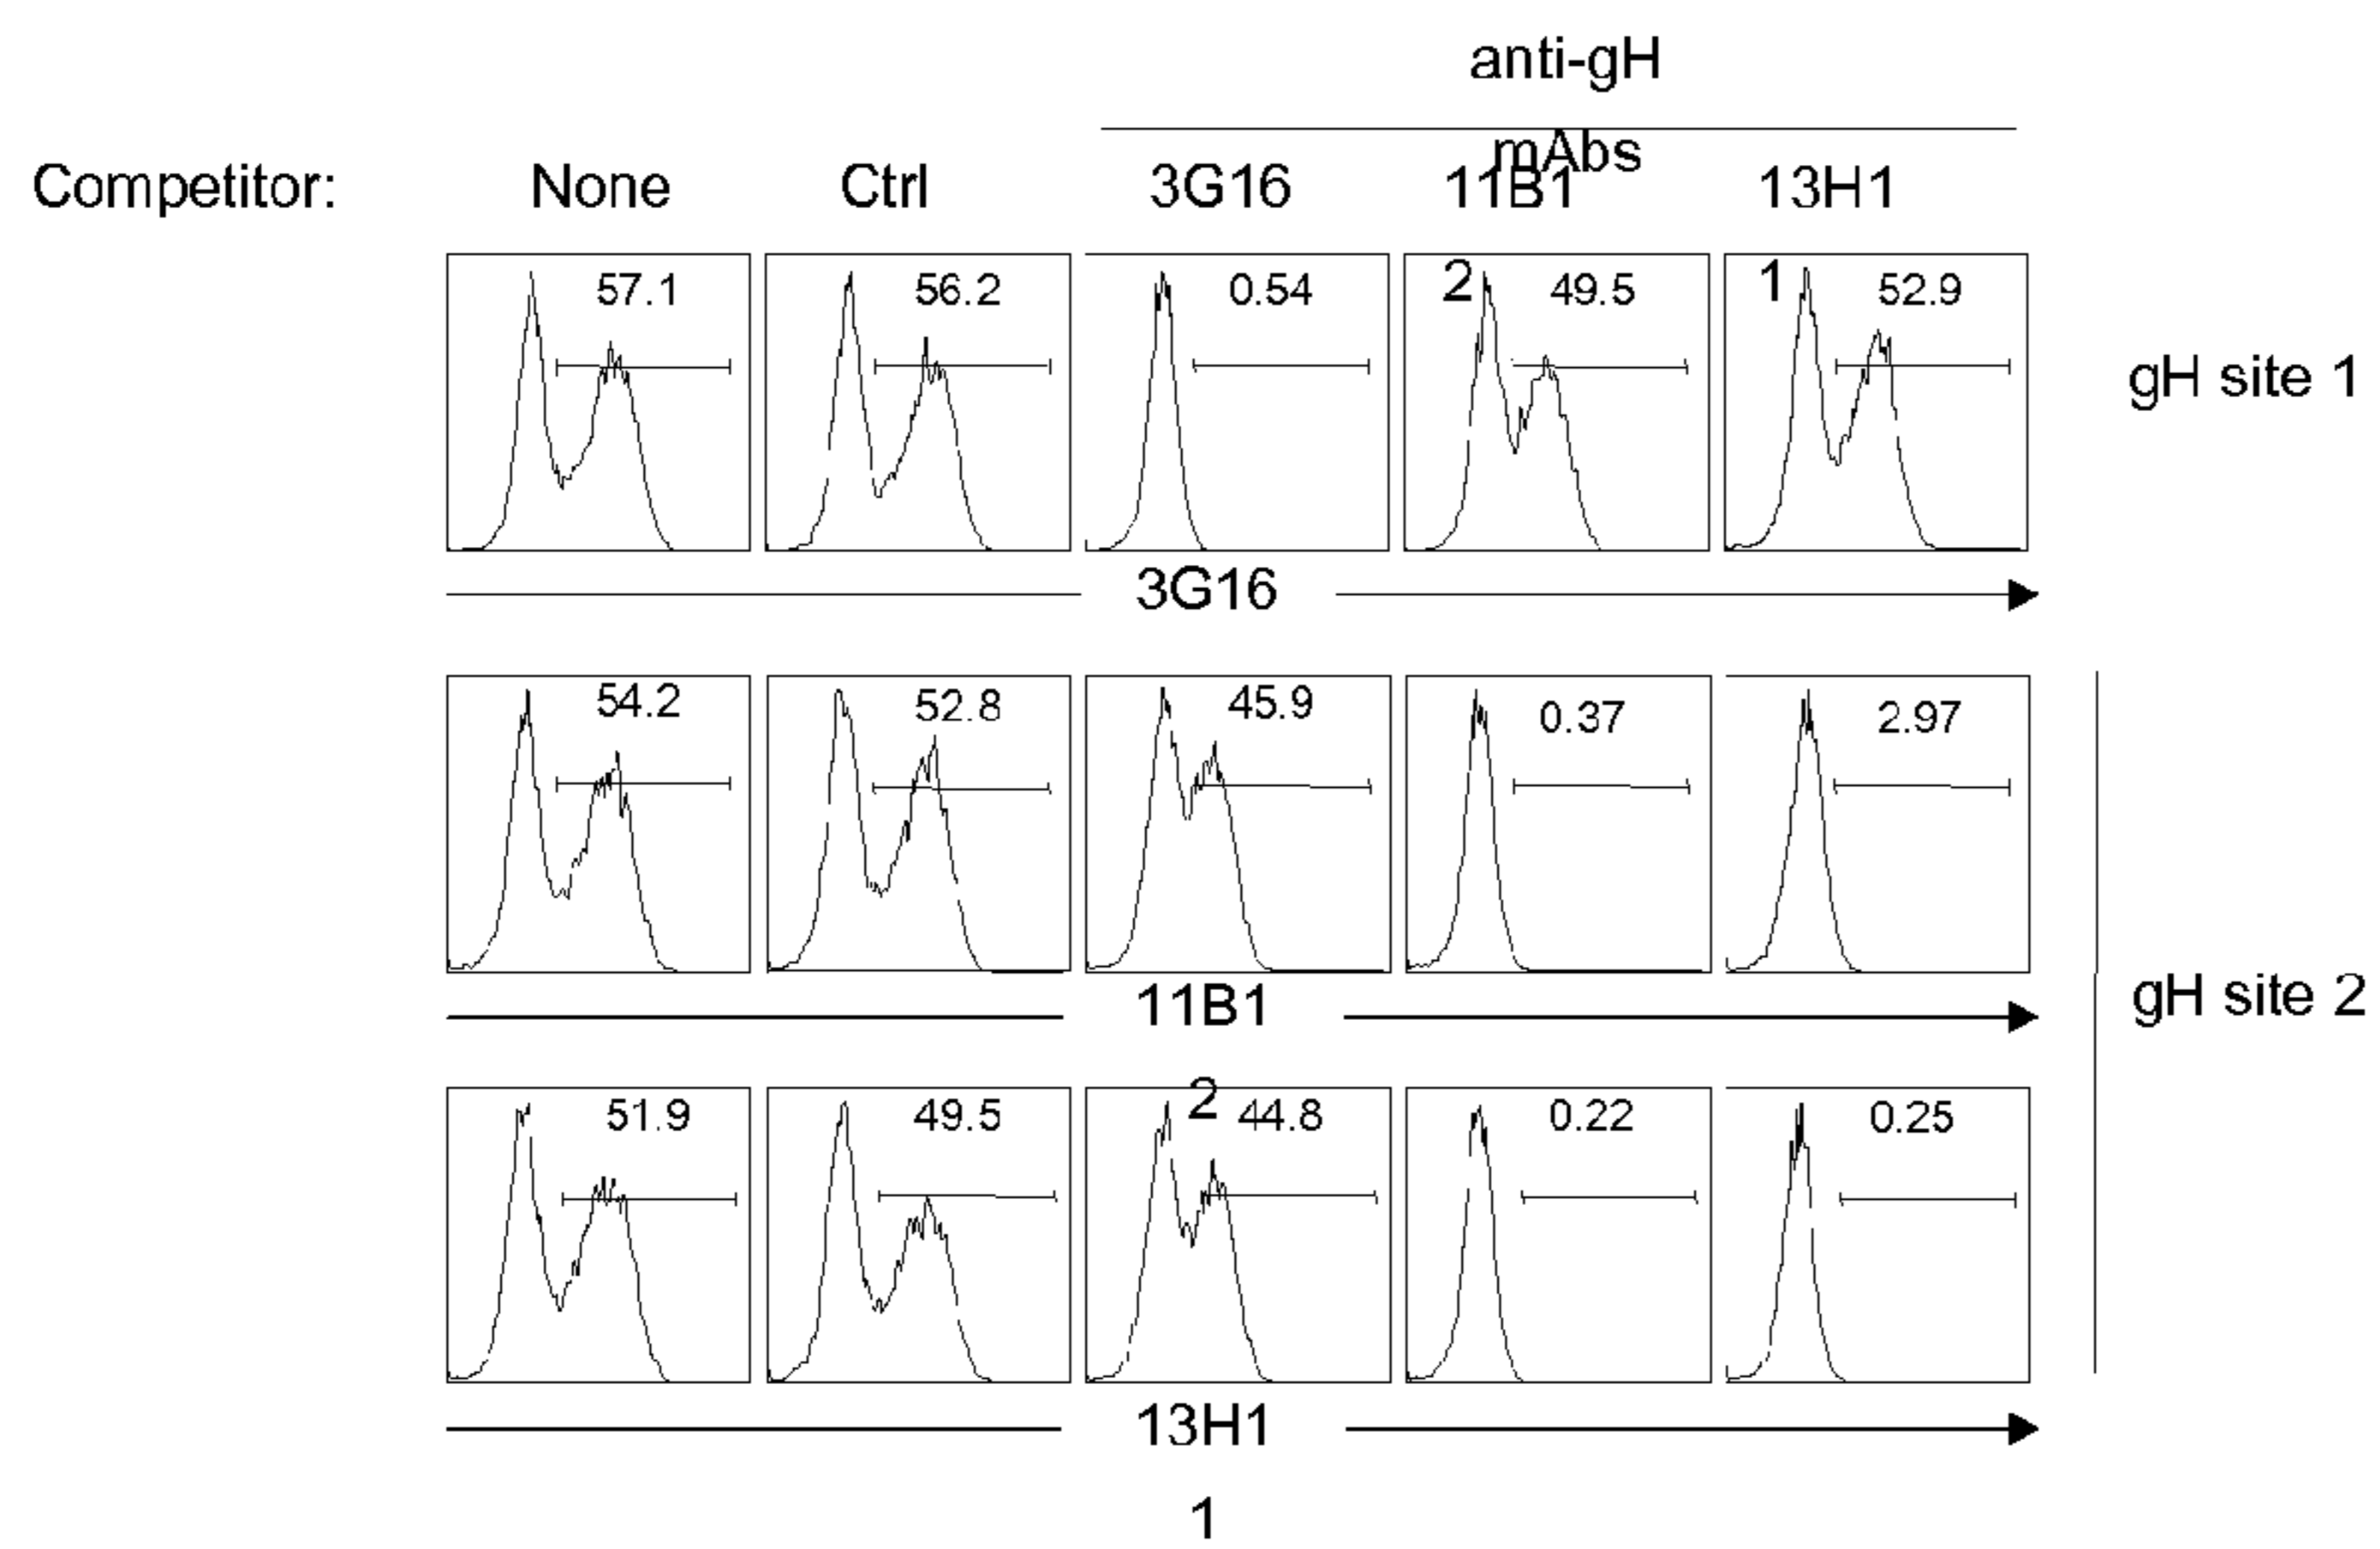 anti-gH
mAbs
Competitor: None Ctrl 3G16 11B1 13H1
2 1
57.1 56.2 0.54 49.5 52.9
gH site 1
3G16
54.2 52.8 45.9 0.37 2.97
11B1
2
gH site 2
51.9 49.5 44.8 0.22 0.25
13H1
1